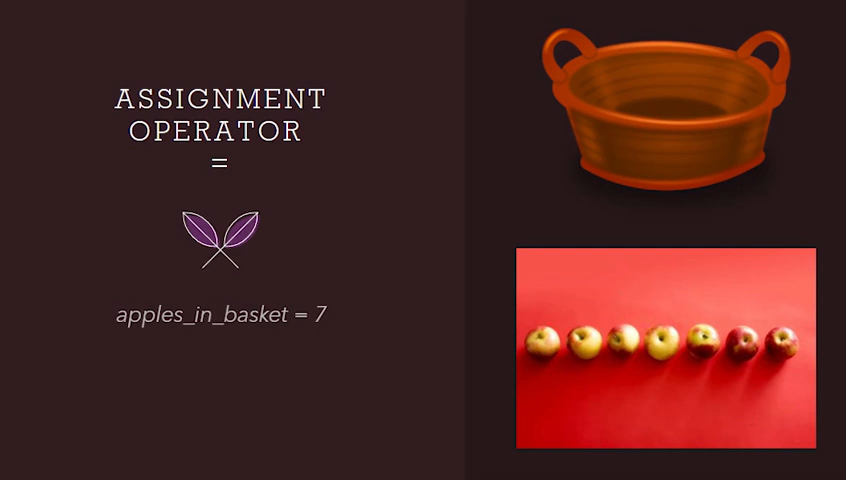 ASSIGNMENT
OPERATOR
=
apples_in_basket = 7